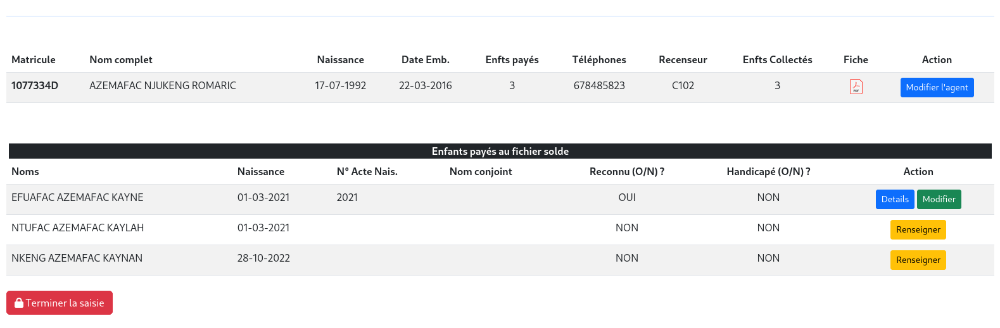 Matricule Nom complet Naissance Date Emb. Enfts payés Téléphones Recenseur Enfts Collectés Fiche Action
1077334D AZEMAFAC NJUKENG ROMARIC 17-07-1992 22-03-2016 3 678485823 C102 3 PDF Modifier l'agent
Enfants payés au fichier solde
Noms Naissance N° Acte Nais. Nom conjoint Reconnu (O/N) ? Handicapé (O/N) ? Action
EFUAFAC AZEMAFAC KAYNE 01-03-2021 2021 OUI NON Details Modifier
NTUFAC AZEMAFAC KAYLAH 01-03-2021 NON NON Renseigner
NKENG AZEMAFAC KAYNAN 28-10-2022 NON NON Renseigner
Terminer la saisie